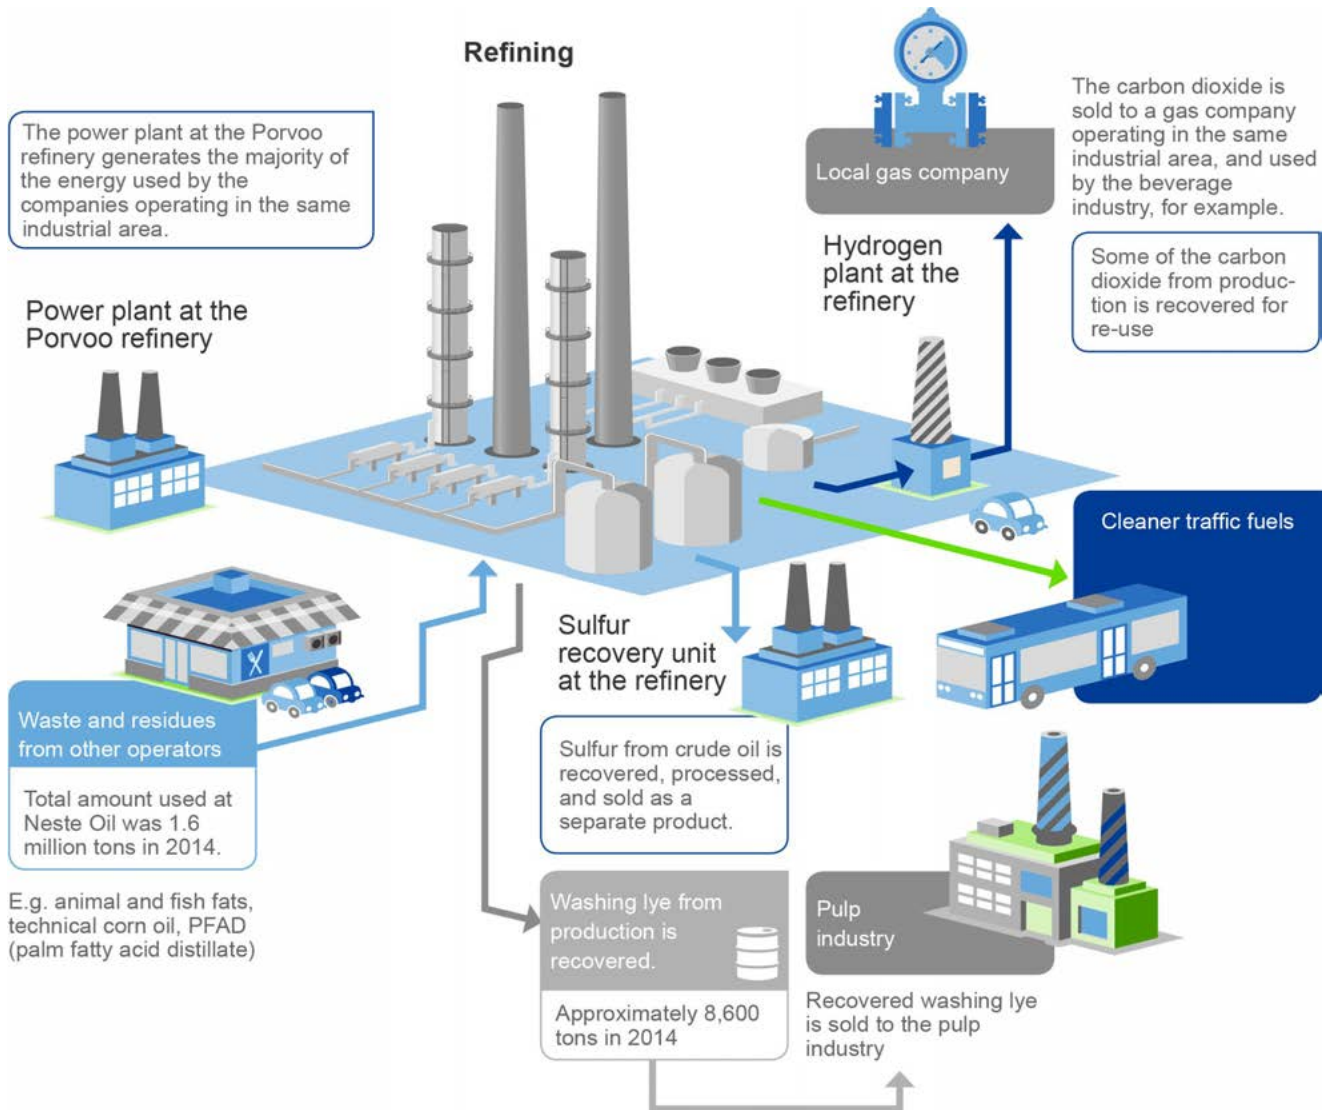 Refining
The power plant at the Porvoo
refinery generates the majority of
the energy used by the
companies operating in the same
industrial area.
Power plant at the
Porvoo refinery
Local gas company
The carbon dioxide is
sold to a gas company
operating in the same
industrial area, and used
by the beverage
industry, for example.
Hydrogen
plant at the
refinery
Some of the carbon
dioxide from produc-
tion is recovered for
re-use
Cleaner traffic fuels
Waste and residues
from other operators
Total amount used at
Neste Oil was 1.6
million tons in 2014.
E.g. animal and fish fats,
technical corn oil, PFAD
(palm fatty acid distillate)
Sulfur
recovery unit
at the refinery
Sulfur from crude oil is
recovered, processed,
and sold as a
separate product.
Washing lye from
production is
recovered.
Approximately 8,600
tons in 2014
Pulp
industry
Recovered washing lye
is sold to the pulp
industry